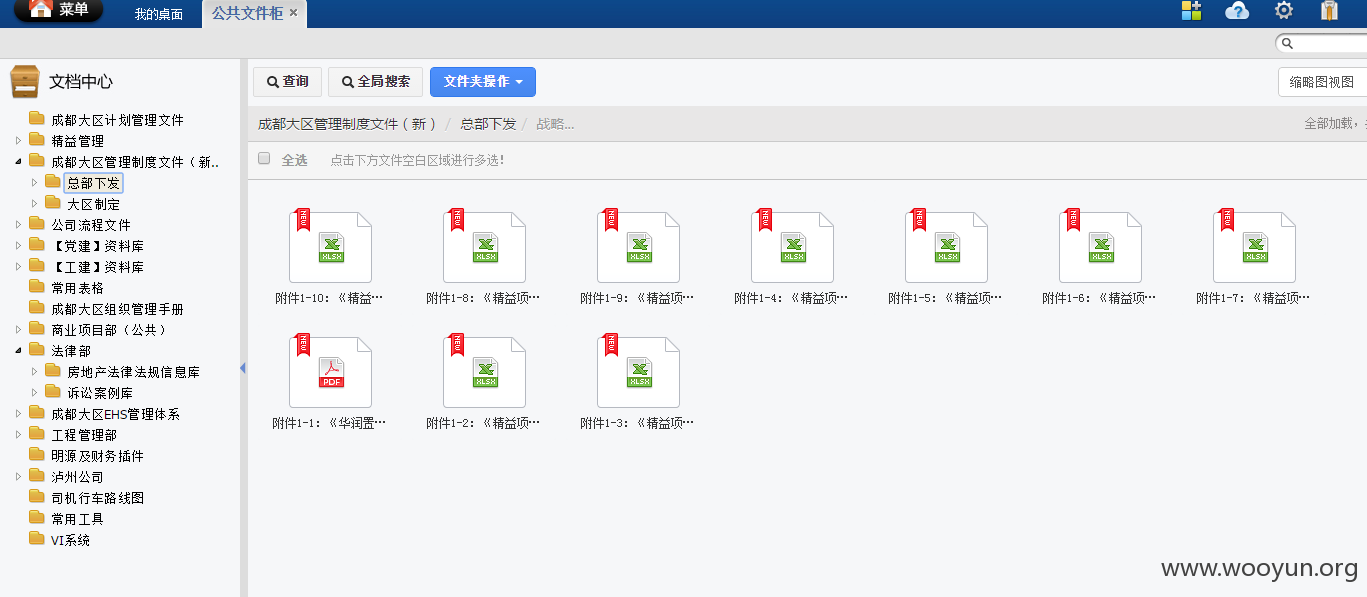 菜单
我的桌面
公共文件柜 ×
文档中心
成都大区计划管理文件
精益管理
成都大区管理制度文件（新..
总部下发
大区制定
公司流程文件
【党建】资料库
【工建】资料库
常用表格
成都大区组织管理手册
商业项目部（公共）
法律部
房地产法律法规信息库
诉讼案例库
成都大区EHS管理体系
工程管理部
明源及财务插件
泸州公司
司机行车路线图
常用工具
VI系统
查询
全局搜索
文件夹操作
缩略图视图
成都大区管理制度文件（新） / 总部下发 / 战略...
全部加载，
全选
点击下方文件空白区域进行多选！
NEW XLSX
NEW XLSX
NEW XLSX
NEW XLSX
NEW XLSX
NEW XLSX
NEW XLSX
附件1-10：《精益…
附件1-8：《精益项…
附件1-9：《精益项…
附件1-4：《精益项…
附件1-5：《精益项…
附件1-6：《精益项…
附件1-7：《精益项…
NEW PDF
NEW XLSX
NEW XLSX
附件1-1：《华润置…
附件1-2：《精益项…
附件1-3：《精益项…
www.wooyun.org